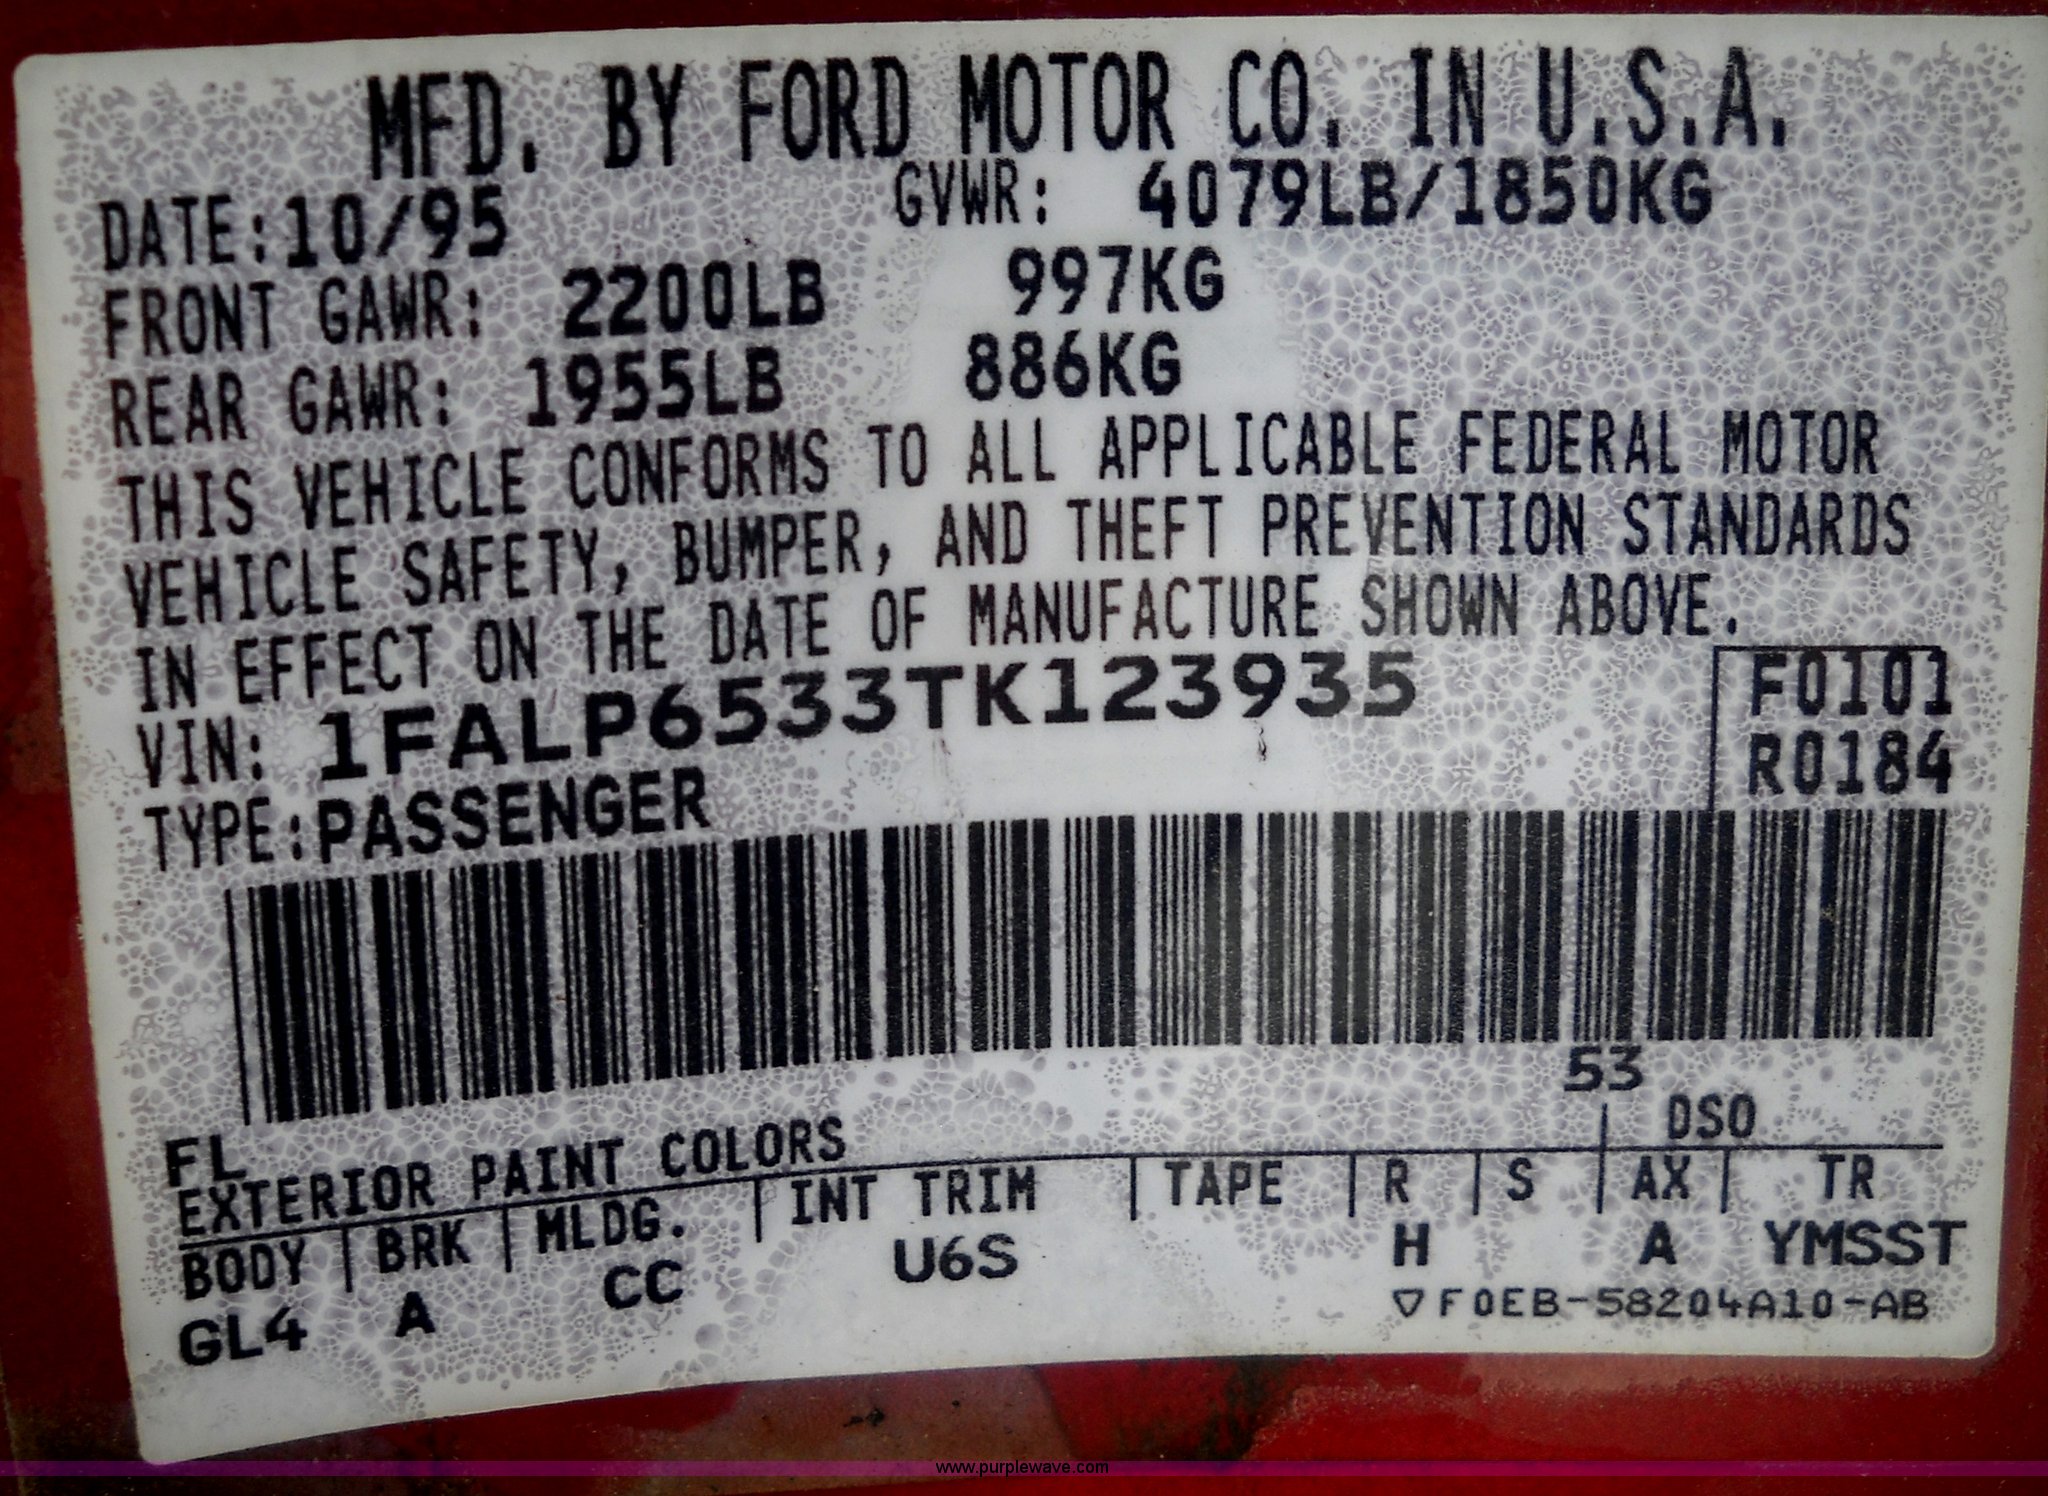 MFD. BY FORD MOTOR CO. IN U.S.A.
DATE:10/95 GVWR: 4079LB/1850KG
FRONT GAWR: 2200LB 997KG
REAR GAWR: 1955LB 886KG
THIS VEHICLE CONFORMS TO ALL APPLICABLE FEDERAL MOTOR
VEHICLE SAFETY, BUMPER, AND THEFT PREVENTION STANDARDS
IN EFFECT ON THE DATE OF MANUFACTURE SHOWN ABOVE.
VIN: 1FALP6533TK123935 F0101
TYPE:PASSENGER R0184
53
FL DSO
EXTERIOR PAINT COLORS
BODY BRK MLDG. INT TRIM TAPE R S AX TR
GL4 A CC U6S H A YMSST
▽F0EB-58204A10-AB
www.purplewave.com